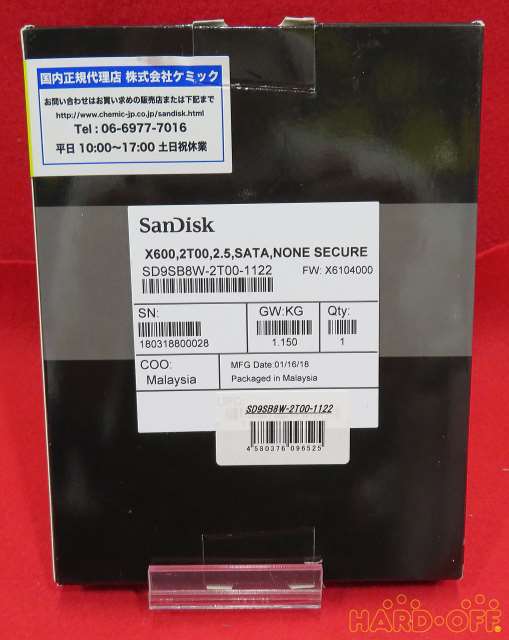 国内正規代理店 株式会社ケミック
お問い合わせはお買い求めの販売店または下記まで
http://www.chemic-jp.co.jp/sandisk.html
Tel : 06-6977-7016
平日 10:00～17:00 土日祝休業
SanDisk
X600,2T00,2.5,SATA,NONE SECURE
SD9SB8W-2T00-1122 FW: X6104000
SN: GW:KG Qty:
180318800028 1.150 1
COO: MFG Date:01/16/18
Malaysia Packaged in Malaysia
SD9SB8W-2T00-1122
4 580376 096525
HARD-OFF